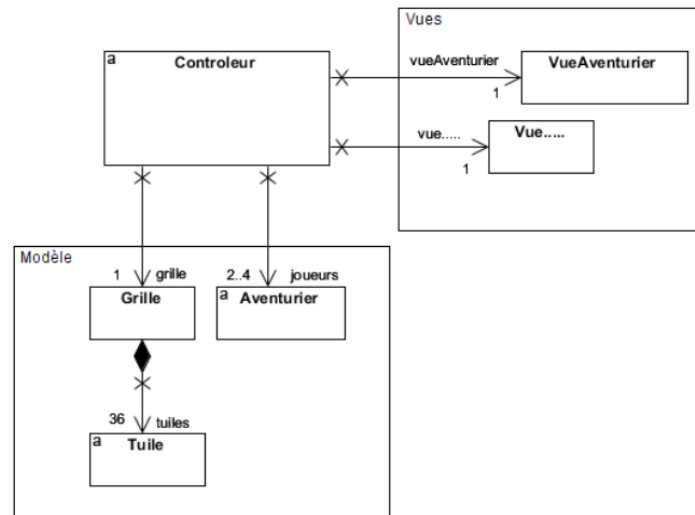 Vues
a
Controleur
vueAventurier
1
VueAventurier
vue.....
1
Vue.....
Modèle
1
grille
2..4
joueurs
Grille
a
Aventurier
36
tuiles
a
Tuile